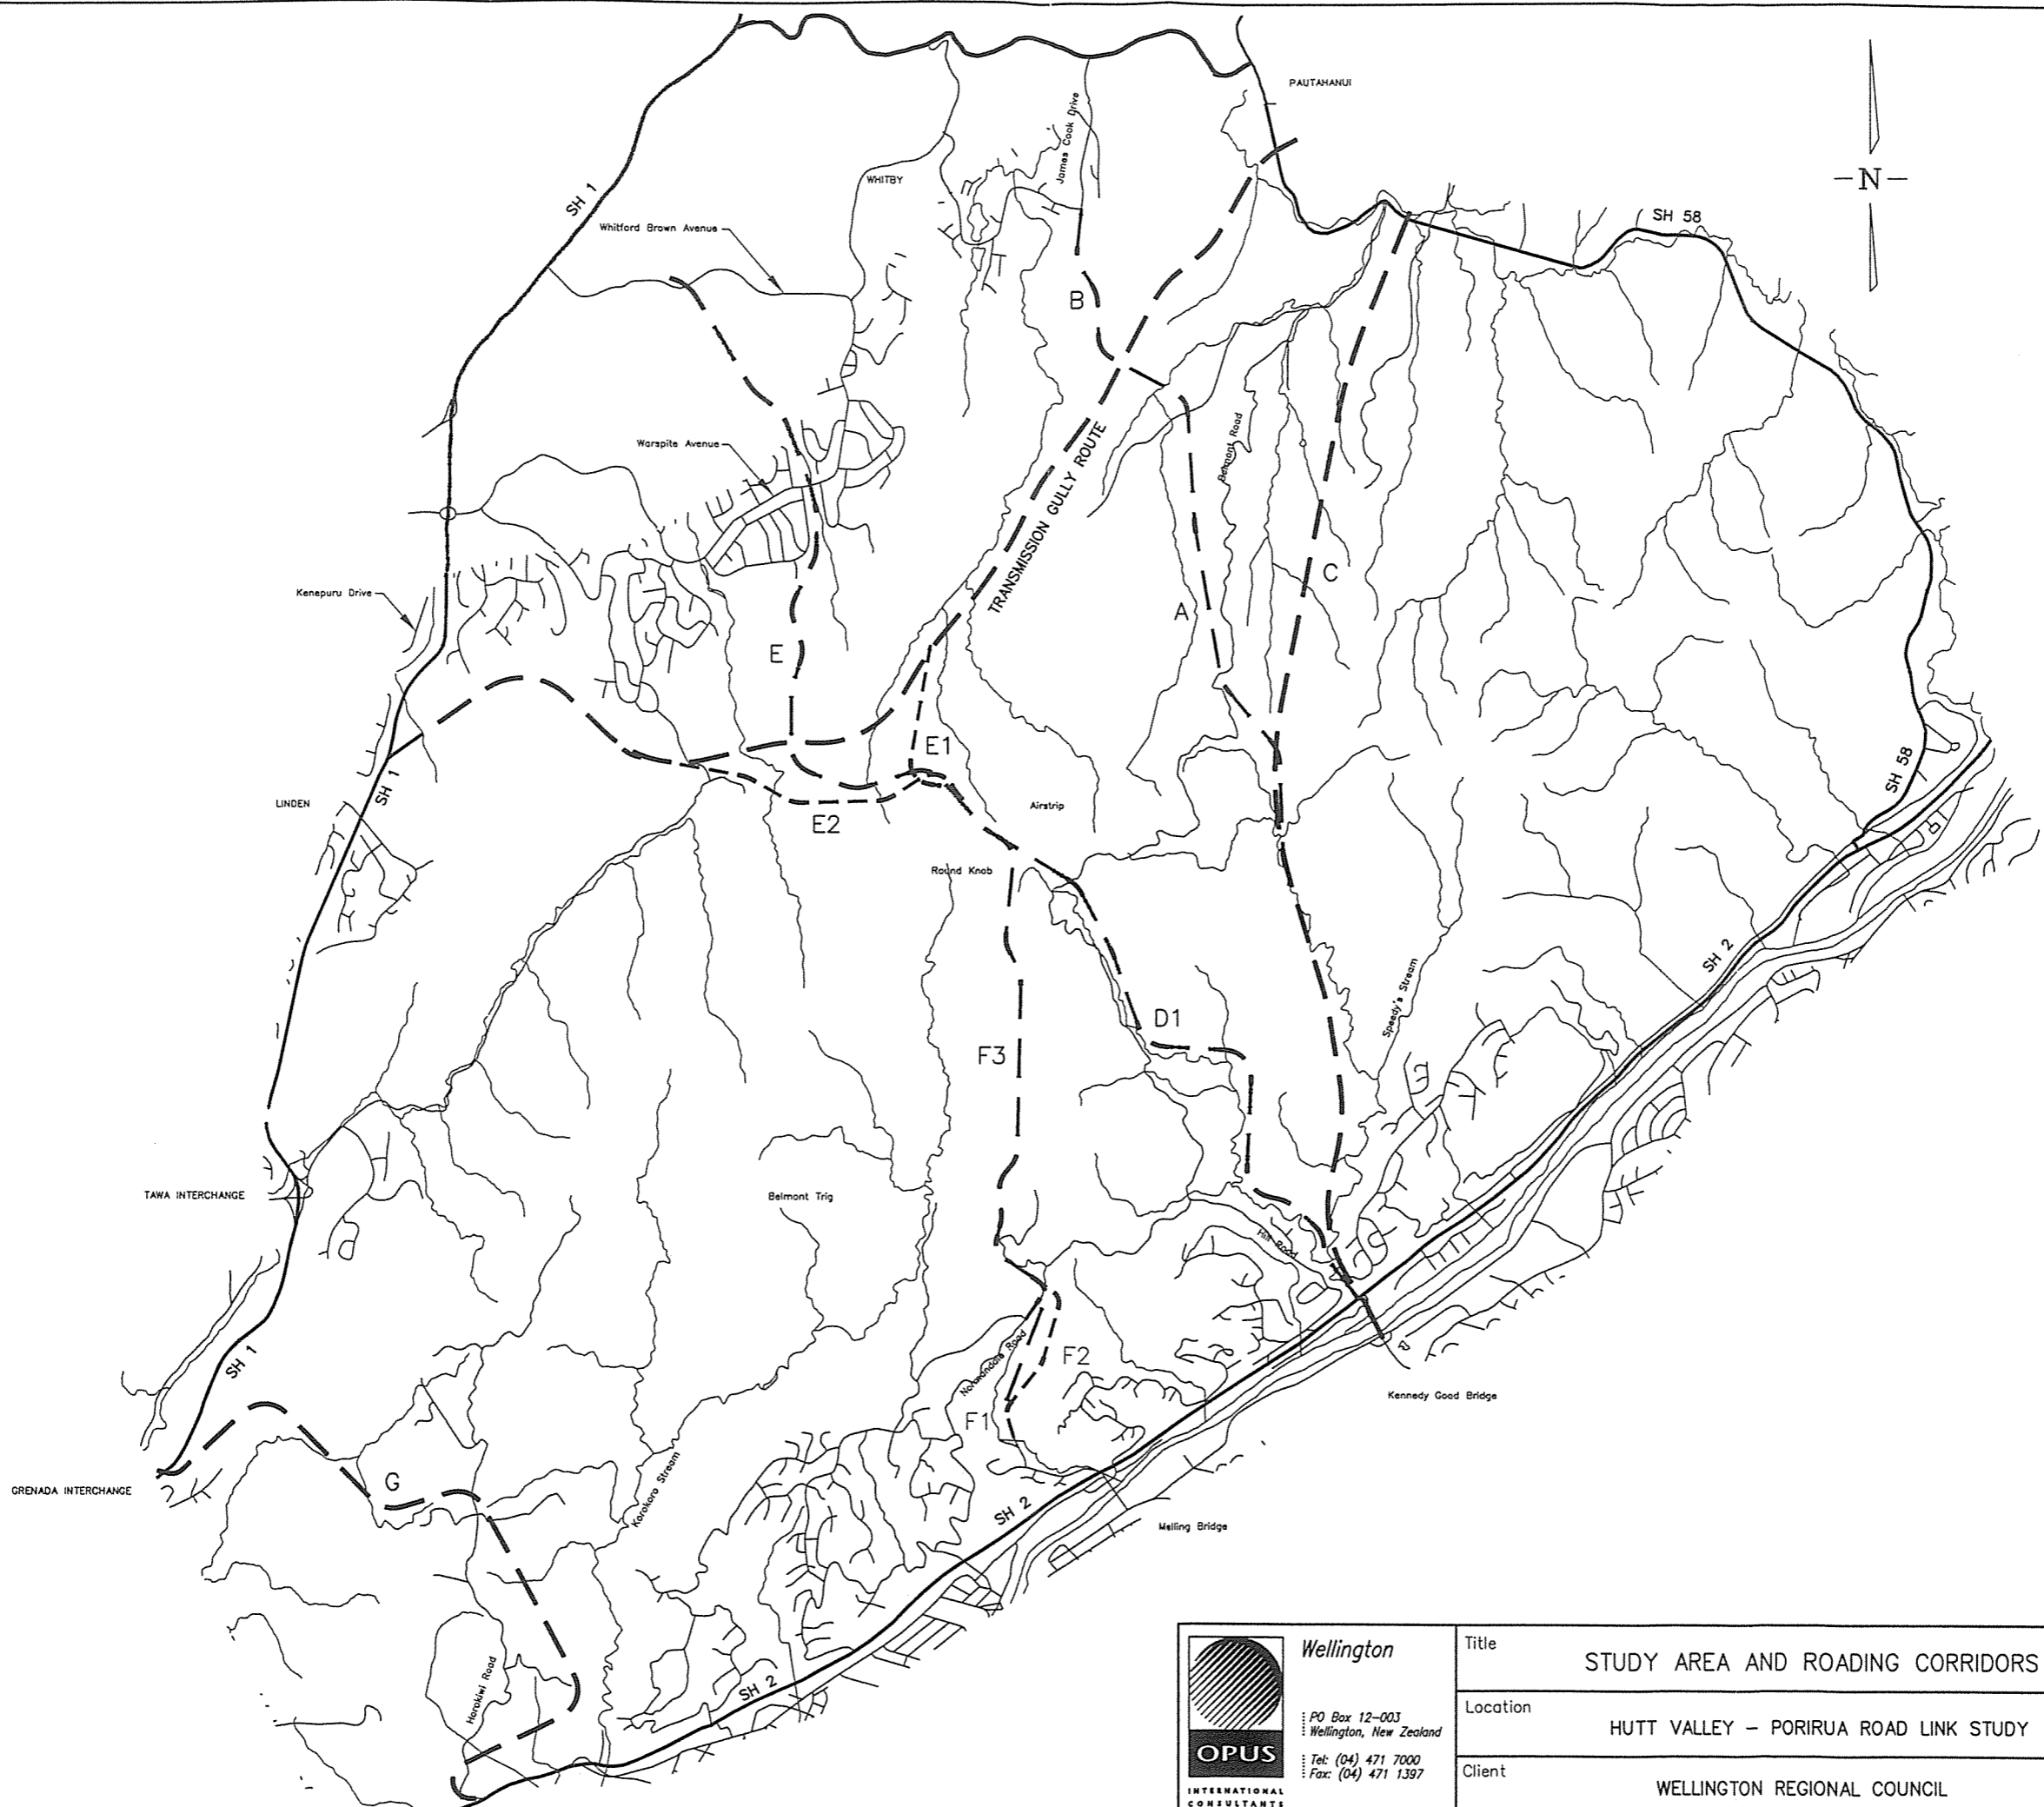 PAUTAHANUI
James Cook Drive
WHITBY
N
SH 1
Whitford Brown Avenue
SH 58
B
Warspite Avenue
Belmont Road
TRANSMISSION GULLY ROUTE
Kenepuru Drive
C
A
E
E1
SH 58
SH 1
LINDEN
Airstrip
E2
Round Knob
SH 2
Speedy's Stream
D1
F3
TAWA INTERCHANGE
Belmont Trig
Hill Road
SH 1
Normandale Road
F2
Kennedy Good Bridge
F1
G
GRENADA INTERCHANGE
Korokoro Stream
SH 2
Melling Bridge
Horokiwi Road
SH 2
OPUS
INTERNATIONAL
CONSULTANTS
Wellington
PO Box 12-003
Wellington, New Zealand
Tel: (04) 471 7000
Fax: (04) 471 1397
Title
STUDY AREA AND ROADING CORRIDORS
Location
HUTT VALLEY – PORIRUA ROAD LINK STUDY
Client
WELLINGTON REGIONAL COUNCIL